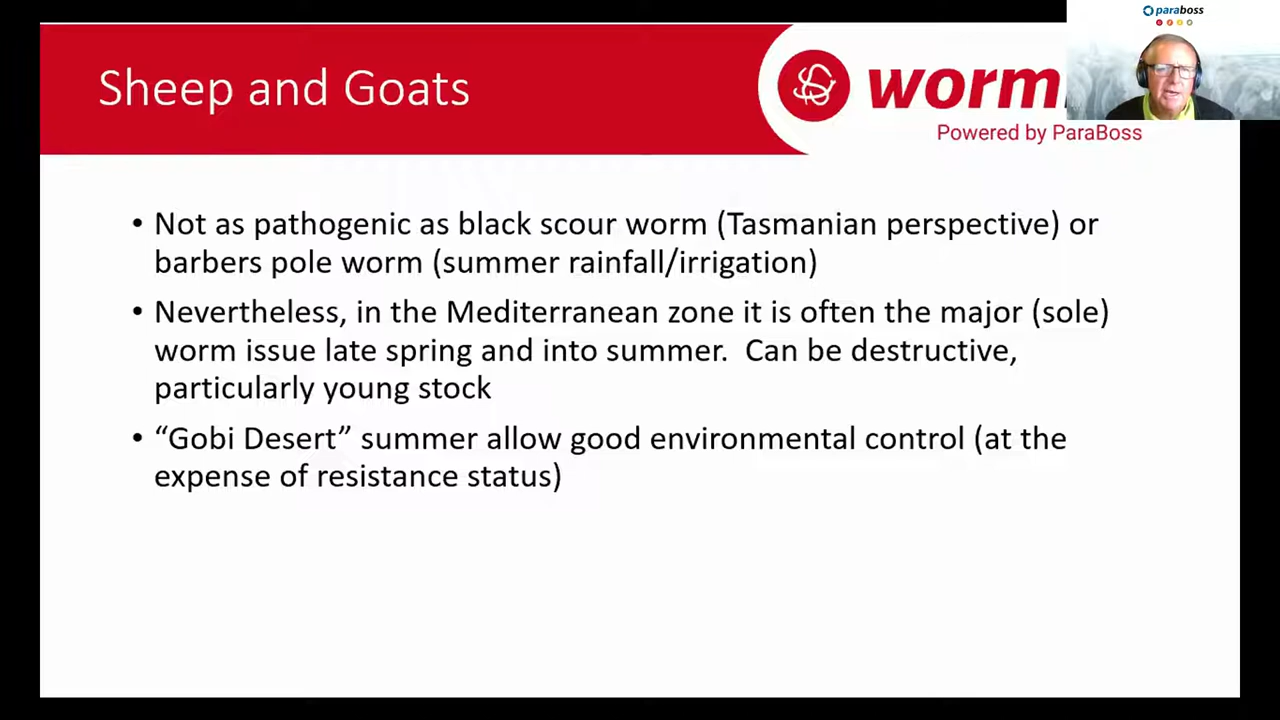 paraboss
Sheep and Goats
worm
Powered by ParaBoss
• Not as pathogenic as black scour worm (Tasmanian perspective) or
barbers pole worm (summer rainfall/irrigation)
• Nevertheless, in the Mediterranean zone it is often the major (sole)
worm issue late spring and into summer.  Can be destructive,
particularly young stock
• “Gobi Desert” summer allow good environmental control (at the
expense of resistance status)